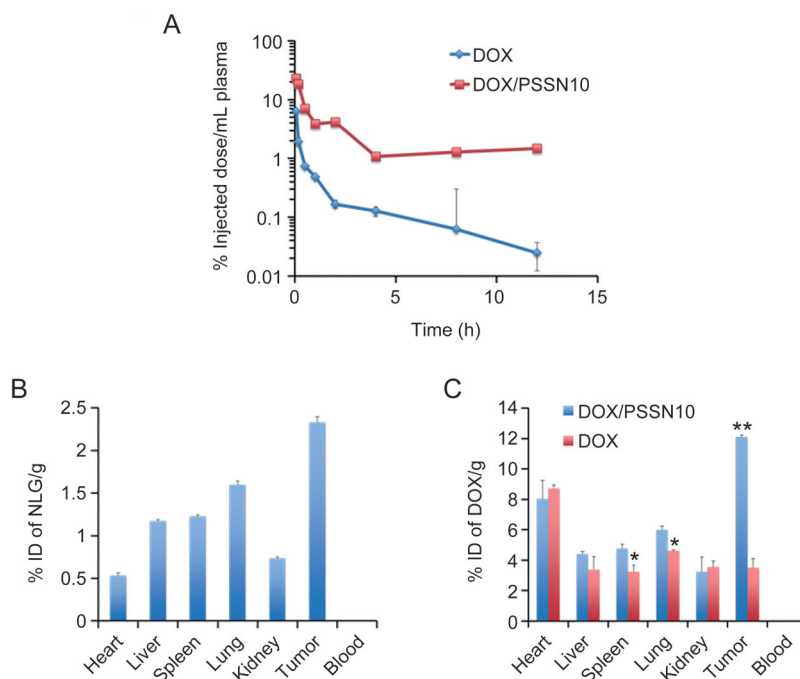 A
100
10
1
0.1
0.01
% Injected dose/mL plasma
DOX
DOX/PSSN10
0
5
10
15
Time (h)
B
2.5
2
1.5
1
0.5
0
% ID of NLG/g
Heart
Liver
Spleen
Lung
Kidney
Tumor
Blood
C
14
12
10
8
6
4
2
0
% ID of DOX/g
DOX/PSSN10
DOX
*
*
**
Heart
Liver
Spleen
Lung
Kidney
Tumor
Blood